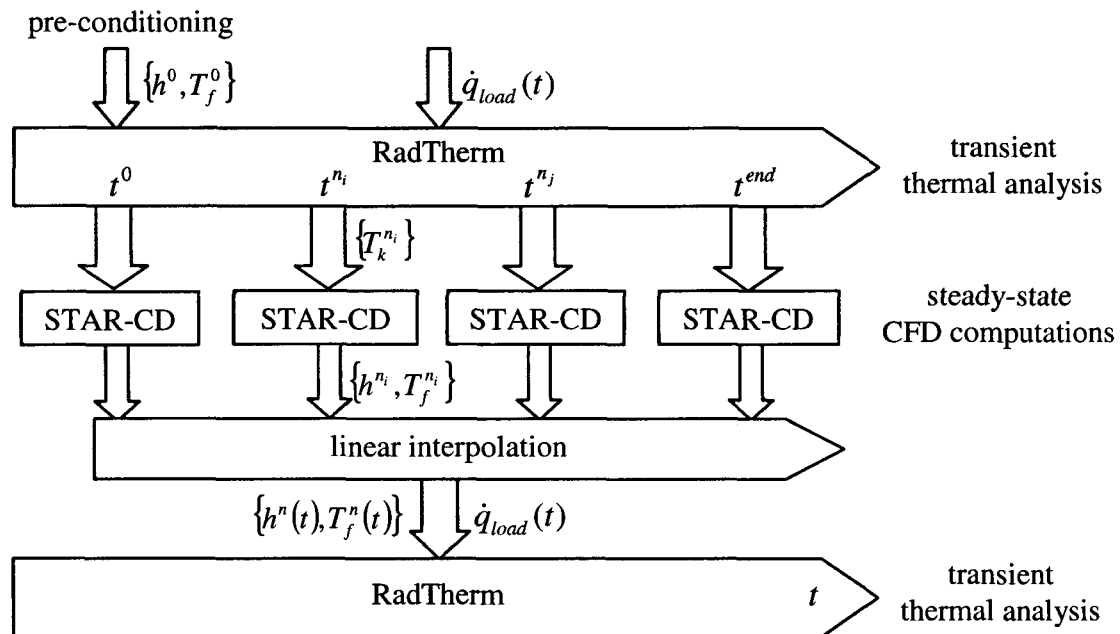 pre-conditioning
{h^0, T_f^0}
q̇_load(t)
RadTherm
t^0 t^{n_i} t^{n_j} t^{end}
transient
thermal analysis
{T_k^{n_i}}
STAR-CD STAR-CD STAR-CD STAR-CD
steady-state
CFD computations
{h^{n_i}, T_f^{n_i}}
linear interpolation
{h^n(t), T_f^n(t)} q̇_load(t)
RadTherm t
transient
thermal analysis